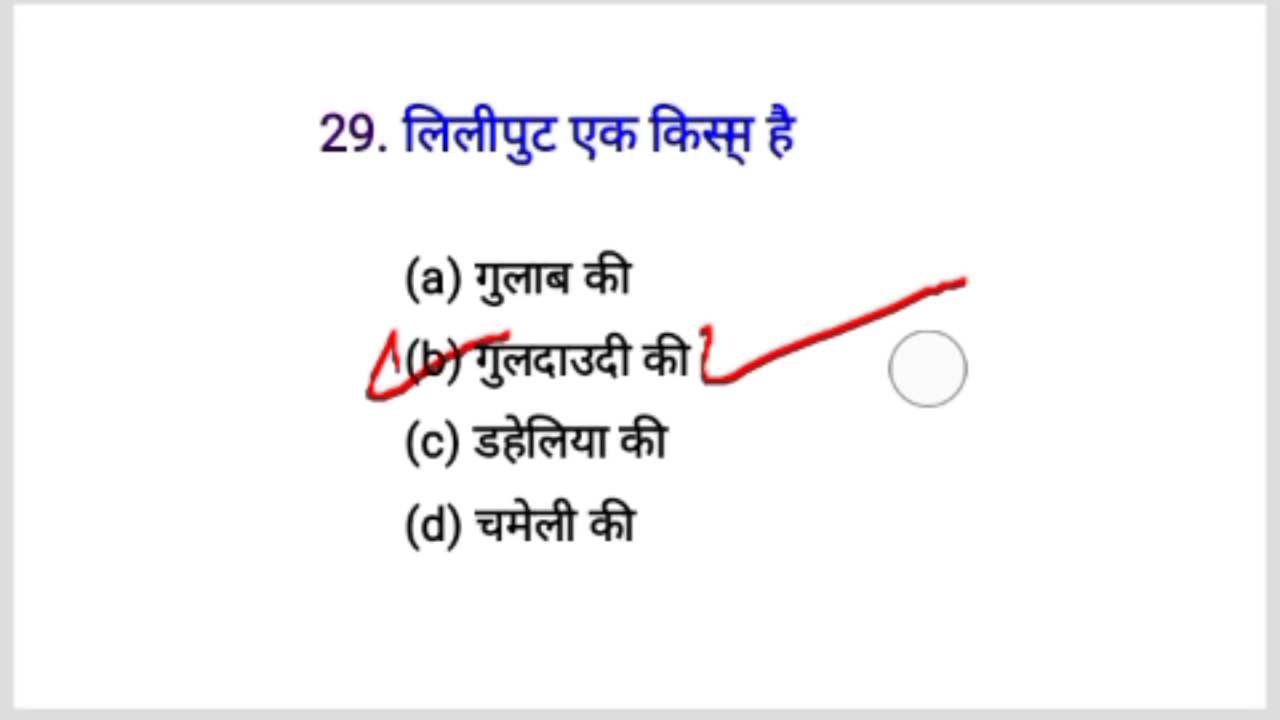 29. लिलीपुट एक किस्म है
(a) गुलाब की
(b) गुलदाउदी की
(c) डहेलिया की
(d) चमेली की